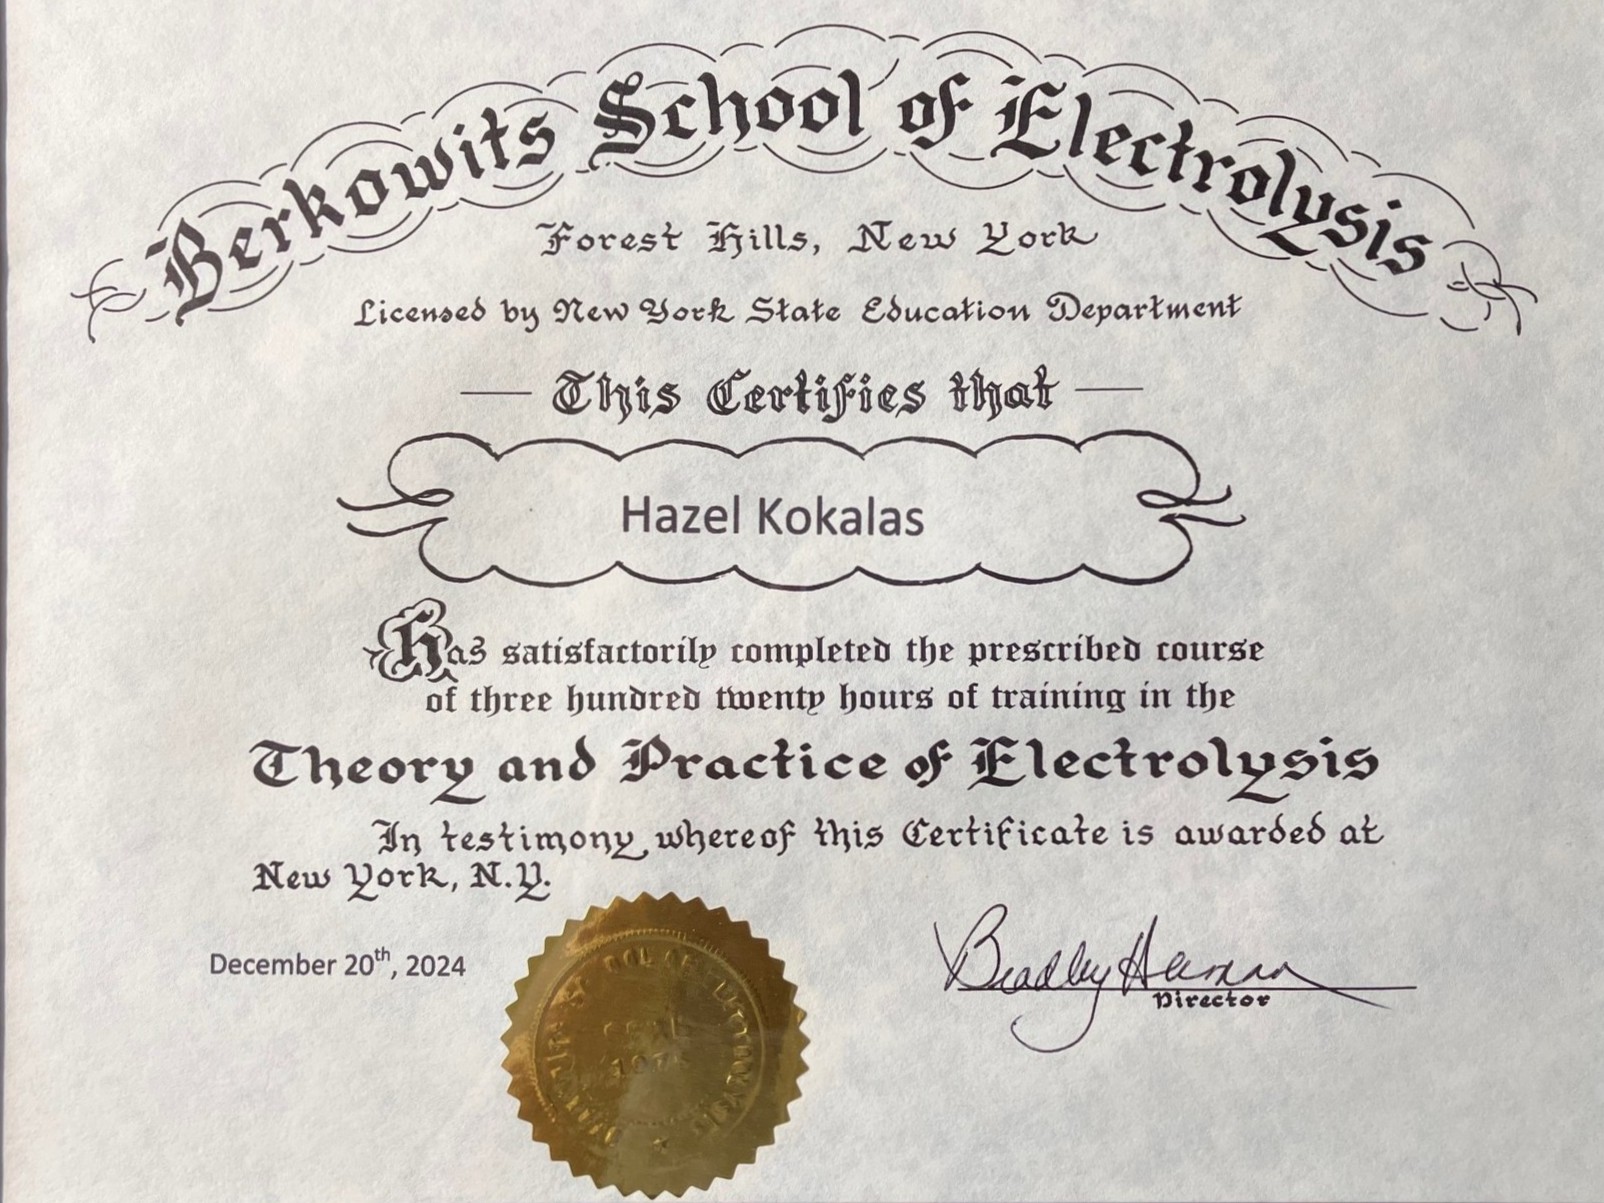 Berkowits School of Electrolysis
Forest Hills, New York
Licensed by New York State Education Department
This Certifies that
Hazel Kokalas
Has satisfactorily completed the prescribed course
of three hundred twenty hours of training in the
Theory and Practice of Electrolysis
In testimony whereof this Certificate is awarded at
New York, N.Y.
December 20th, 2024
Bradley
Director